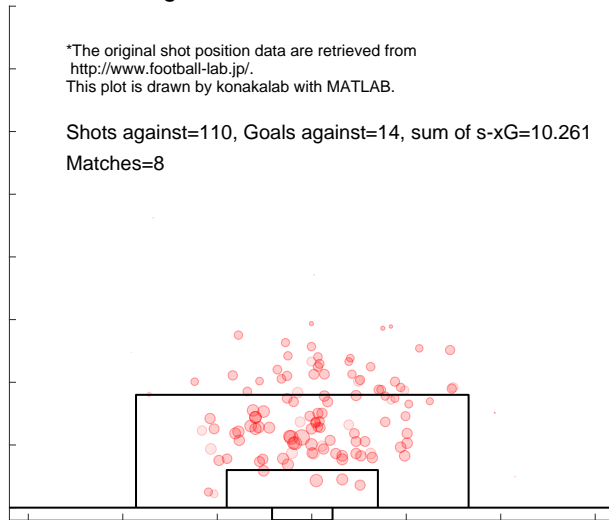 *The original shot position data are retrieved from
http://www.football-lab.jp/.
This plot is drawn by konakalab with MATLAB.
Shots against=110, Goals against=14, sum of s-xG=10.261
Matches=8